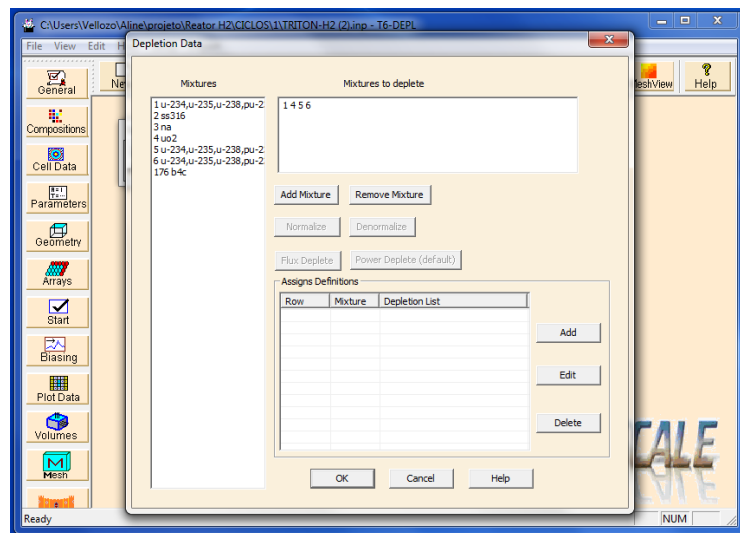 C:\Users\Vellozo\Aline\projeto\Reator H2\CICLOS\1\TRITON-H2 (2).inp - T6-DEPL
File View Edit H
Depletion Data
General
Ne
MeshView
Help
Compositions
Cell Data
Parameters
Geometry
Arrays
Start
Biasing
Plot Data
Volumes
Mesh
Mixtures
1 u-234,u-235,u-238,pu-2
2 ss316
3 na
4 uo2
5 u-234,u-235,u-238,pu-2
6 u-234,u-235,u-238,pu-2
176 b4c
Mixtures to deplete
1 4 5 6
Add Mixture
Remove Mixture
Normalize
Denormalize
Flux Deplete
Power Deplete (default)
Assigns Definitions
Row Mixture Depletion List
Add
Edit
Delete
OK
Cancel
Help
CALE
Ready
NUM